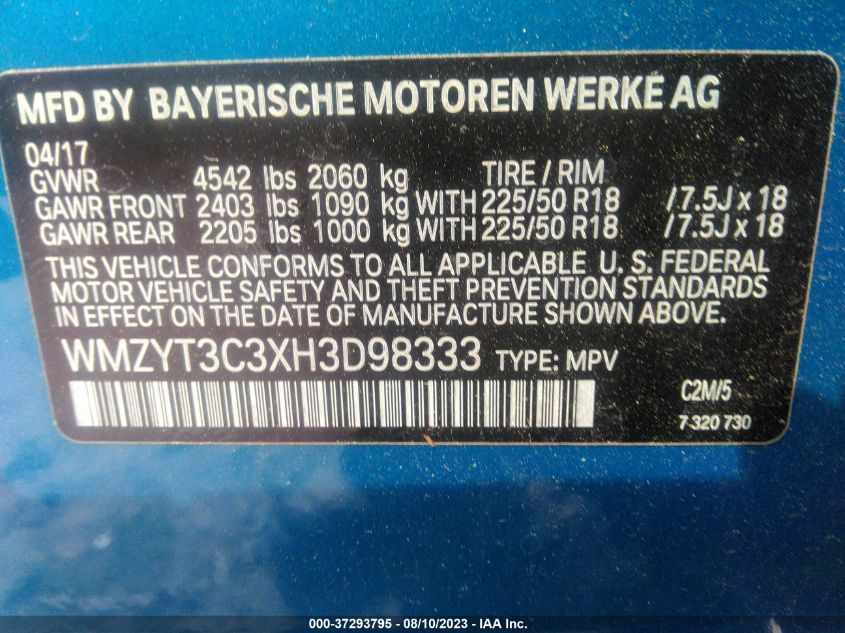 MFD BY BAYERISCHE MOTOREN WERKE AG
04/17
GVWR 4542 lbs 2060 kg TIRE / RIM
GAWR FRONT 2403 lbs 1090 kg WITH 225/50 R18 / 7.5J x 18
GAWR REAR 2205 lbs 1000 kg WITH 225/50 R18 / 7.5J x 18
THIS VEHICLE CONFORMS TO ALL APPLICABLE U. S. FEDERAL
MOTOR VEHICLE SAFETY AND THEFT PREVENTION STANDARDS
IN EFFECT ON THE DATE OF MANUFACTURE SHOWN ABOVE.
WMZYT3C3XH3D98333 TYPE: MPV
C2M/5
7 320 730
000-37293795 - 08/10/2023 - IAA Inc.